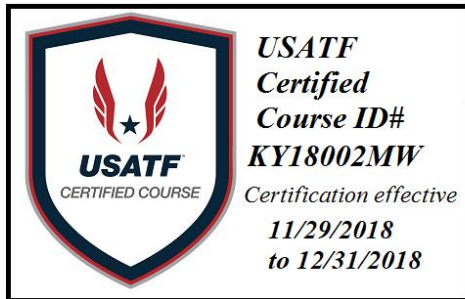 USATF
CERTIFIED COURSE
USATF
Certified
Course ID#
KY18002MW
Certification effective
11/29/2018
to 12/31/2018